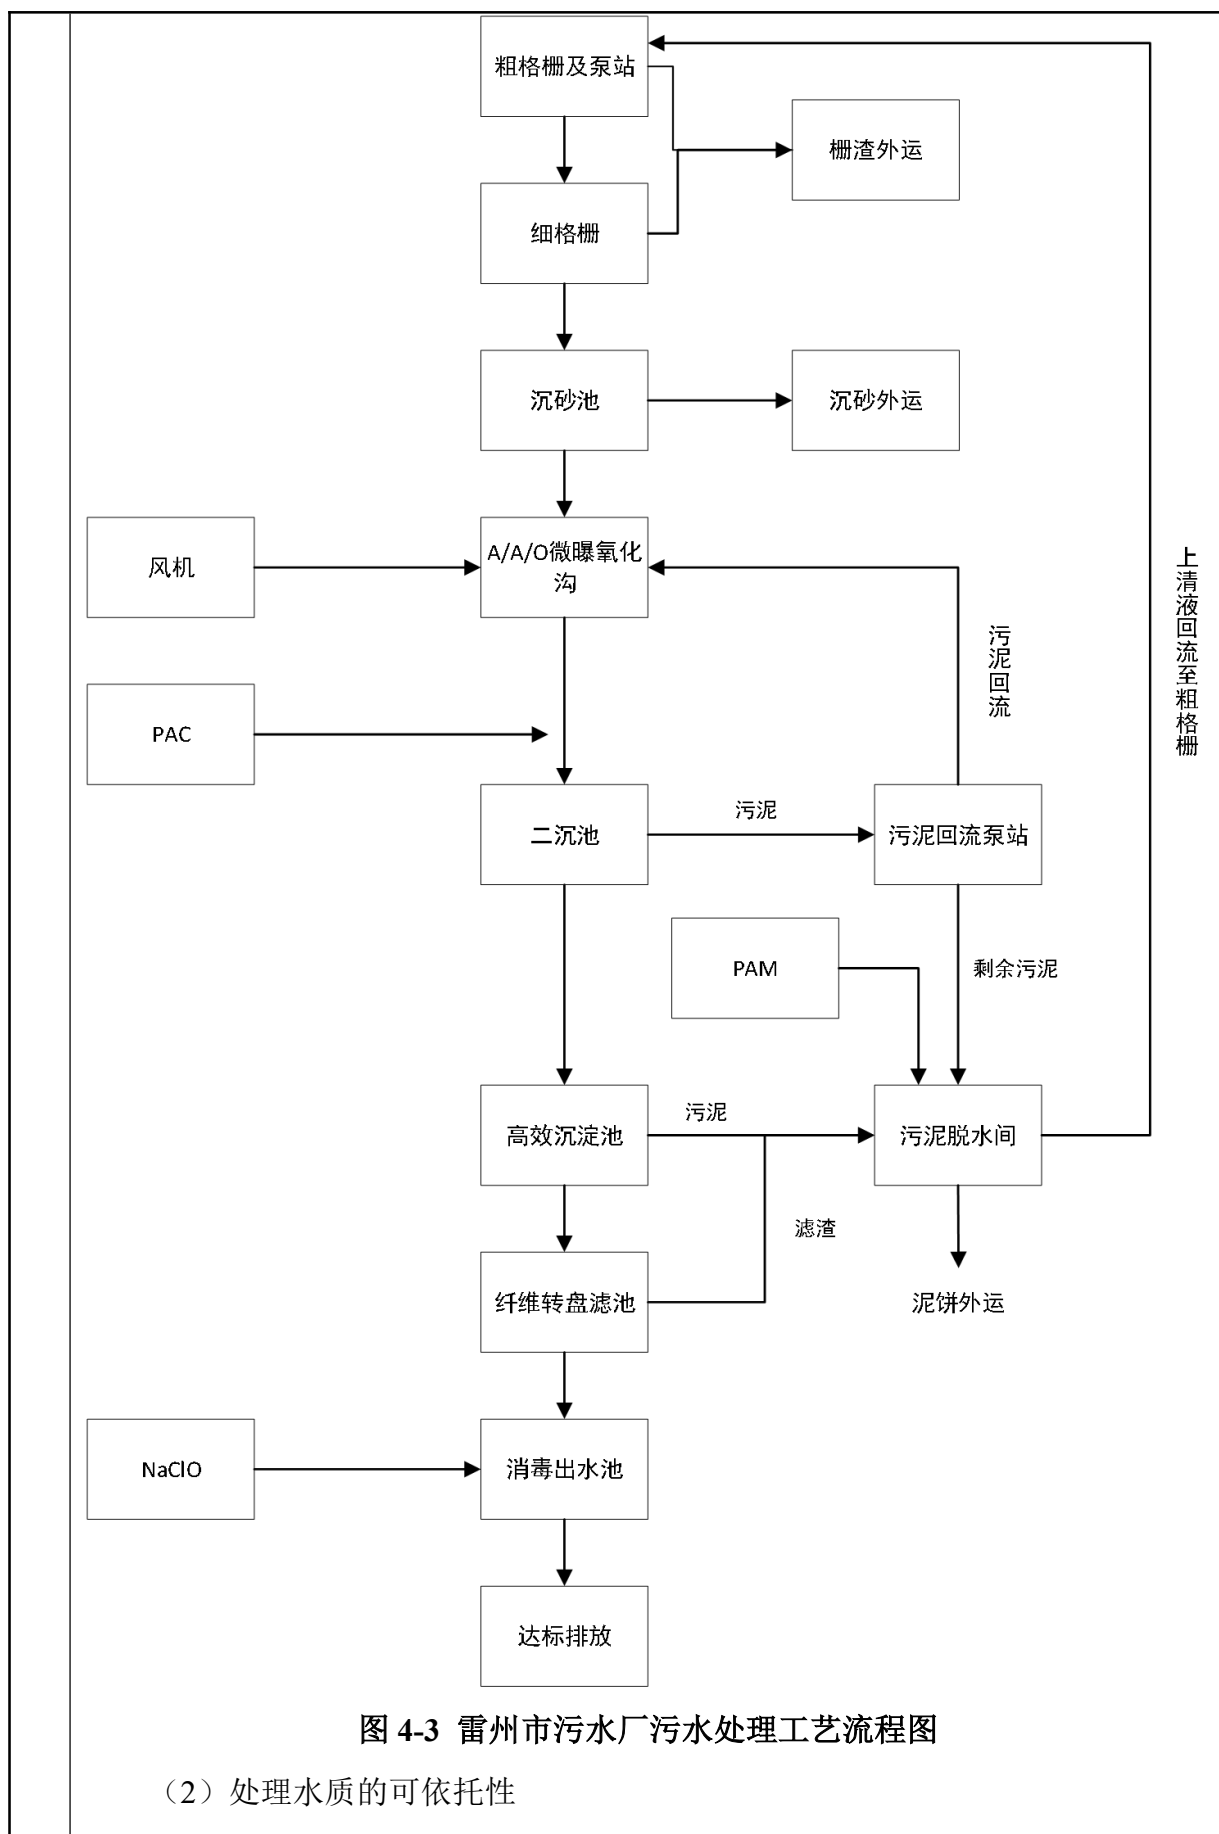 粗格栅及泵站
栅渣外运
细格栅
沉砂池
沉砂外运
风机
A/A/O微曝氧化
沟
上清液回流至粗格栅
污泥回流
PAC
二沉池
污泥
污泥回流泵站
PAM
剩余污泥
高效沉淀池
污泥
污泥脱水间
滤渣
纤维转盘滤池
泥饼外运
NaClO
消毒出水池
达标排放
图 4-3 雷州市污水厂污水处理工艺流程图
（2）处理水质的可依托性